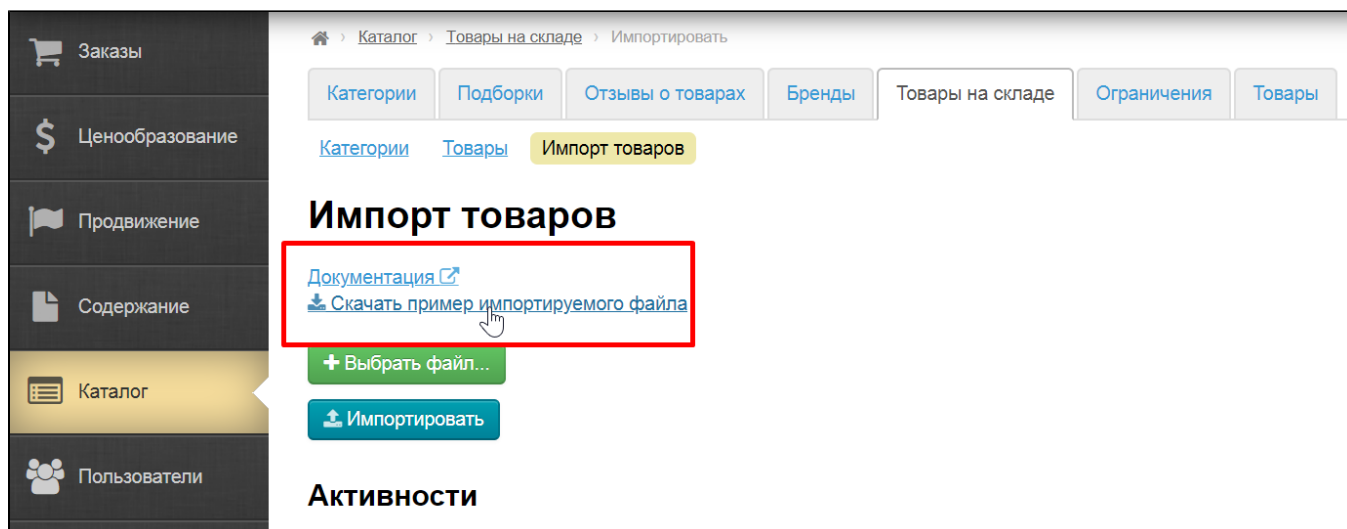 Заказы
Ценообразование
Продвижение
Содержание
Каталог
Пользователи
Каталог › Товары на складе › Импортировать
Категории Подборки Отзывы о товарах Бренды Товары на складе Ограничения Товары
Категории Товары Импорт товаров
Импорт товаров
Документация
Скачать пример импортируемого файла
+ Выбрать файл...
Импортировать
Активности